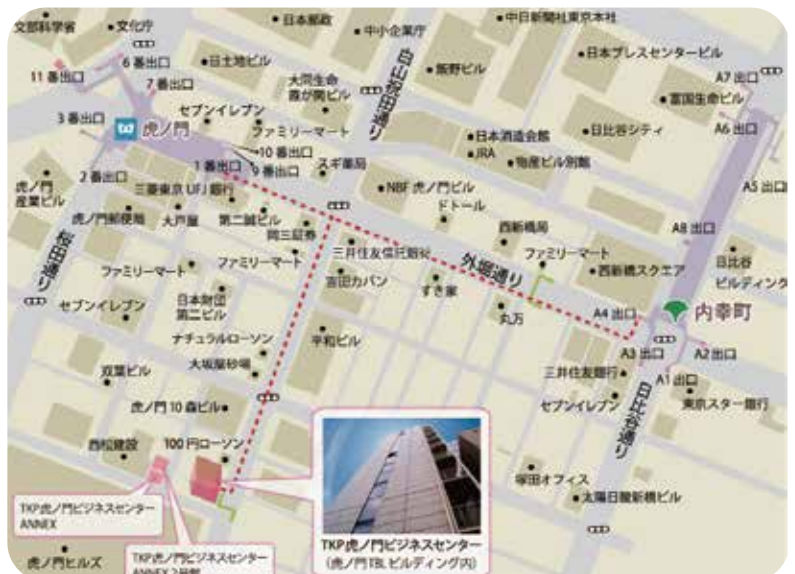 文部科学省
文化庁
日本郵政
中小企業庁
中日新聞社東京本社
6番出口
11番出口
7番出口
日土地ビル
大同生命
霞が関ビル
白山祝田通り
飯野ビル
日本プレスセンタービル
A7出口
富国生命ビル
3番出口
虎ノ門
セブンイレブン
ファミリーマート
日本酒造会館
JRA
物産ビル別館
日比谷シティ
A6出口
10番出口
9番出口
1番出口
スギ薬局
2番出口
三菱東京UFJ銀行
虎ノ門
産業ビル
虎ノ門郵便局
大戸屋
第二誠ビル
岡三証券
NBF虎ノ門ビル
ドトール
A5出口
桜田通り
三井住友信託銀行
西新橋局
ファミリーマート
A8出口
日比谷
ビルディング
ファミリーマート
ファミリーマート
吉田カバン
外堀通り
西新橋スクエア
すき家
セブンイレブン
日本財団
第二ビル
丸万
A4出口
内幸町
ナチュラルローソン
平和ビル
大坂屋砂場
A3出口
A2出口
双葉ビル
三井住友銀行
A1出口
虎ノ門10森ビル
セブンイレブン
日比谷通り
東京スター銀行
西松建設
100円ローソン
塚田オフィス
太陽日酸新橋ビル
TKP虎ノ門ビジネスセンター
ANNEX
TKP虎ノ門ビジネスセンター
(虎ノ門TBLビルディング内)
虎ノ門ヒルズ
TKP虎ノ門ビジネスセンター